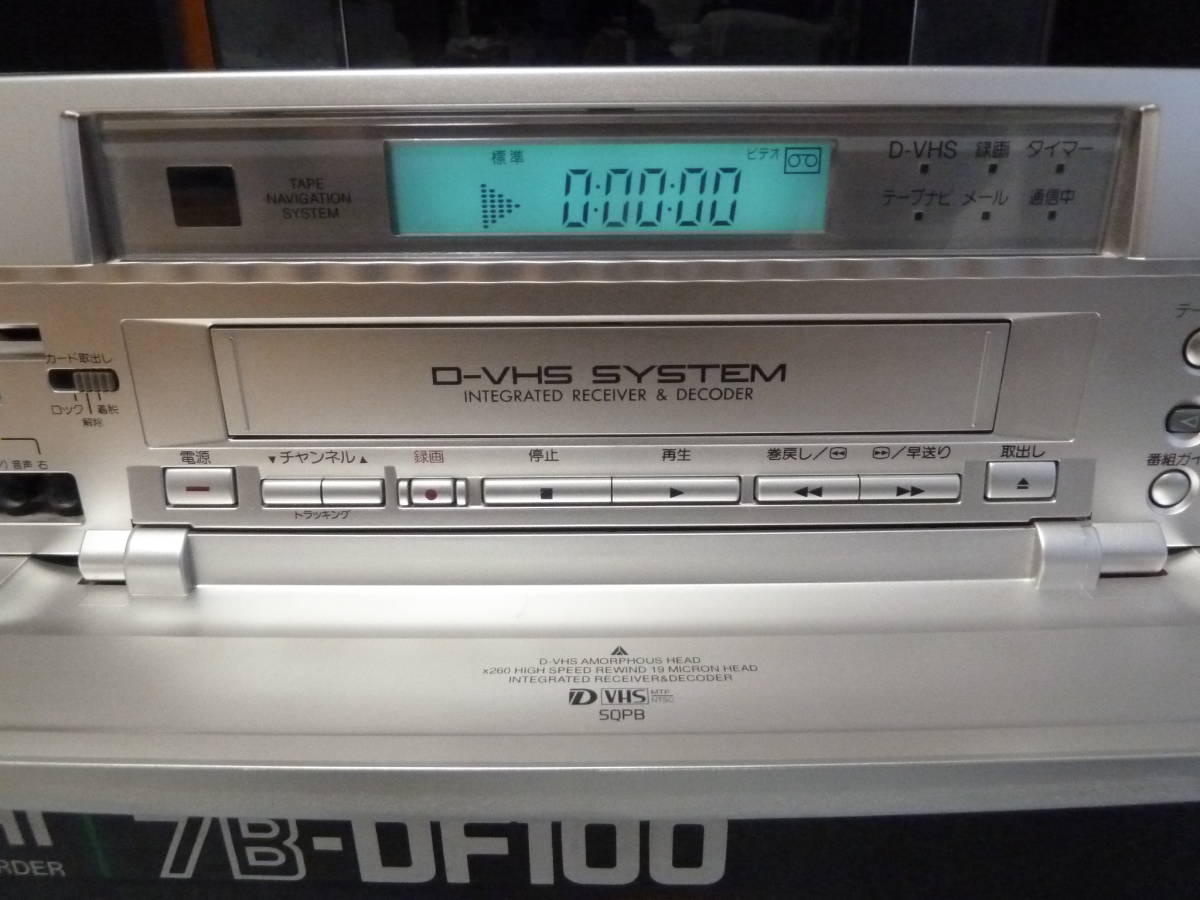 標準
ビデオ
0:00:00
TAPE
NAVIGATION
SYSTEM
D-VHS 録画 タイマー
テープナビ メール 通信中
カード取出し
ロック 着脱
解除
音声 右
D-VHS SYSTEM
INTEGRATED RECEIVER & DECODER
電源 ▼チャンネル▲ 録画 停止 再生 巻戻し/⏪ ⏩/早送り 取出し
トラッキング
番組ガイ
D-VHS AMORPHOUS HEAD
x260 HIGH SPEED REWIND 19 MICRON HEAD
INTEGRATED RECEIVER&DECODER
D VHS MTP NTSC
SQPB
7B-DF100
RDER